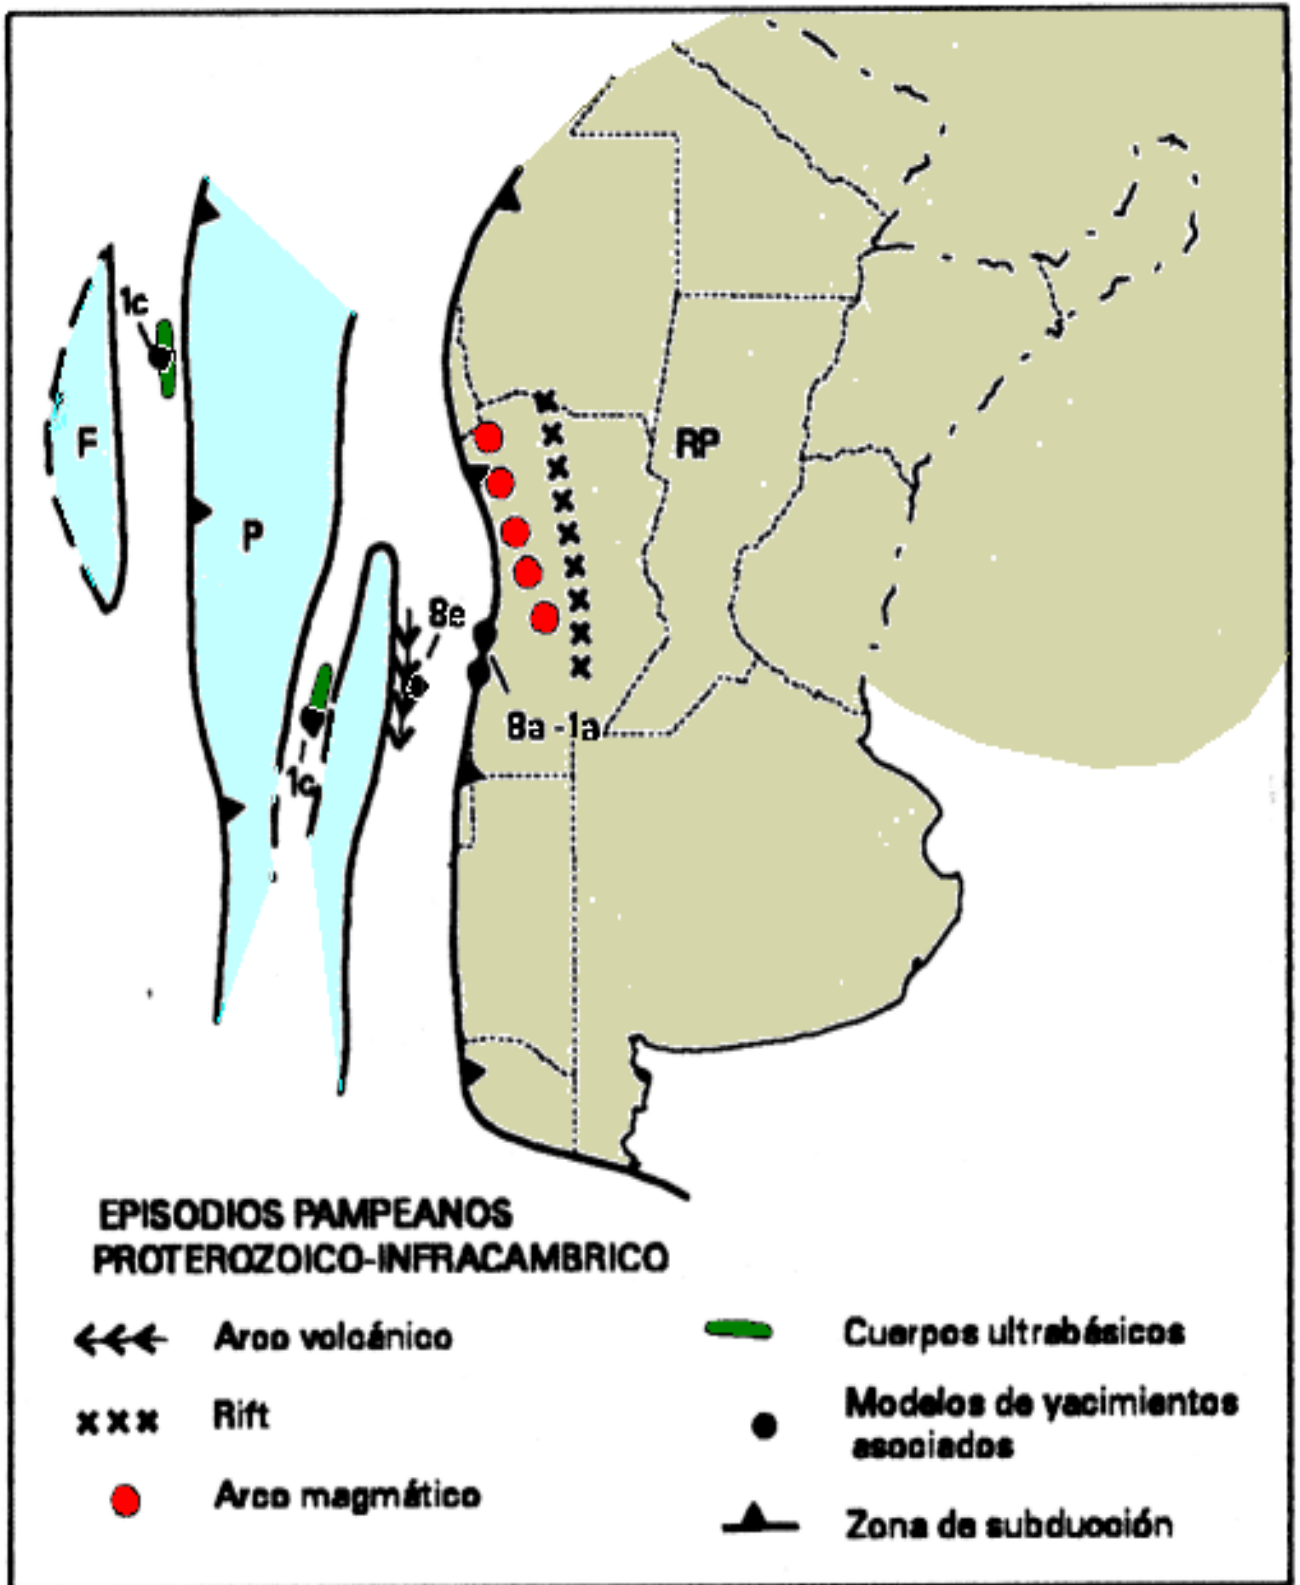 1c
F
RP
P
8e
8a-1a
1c
EPISODIOS PAMPEANOS
PROTEROZOICO-INFRACAMBRICO
Arco volcánico
Rift
Arco magmático
Cuerpos ultrabásicos
Modelos de yacimientos
asociados
Zona de subducción